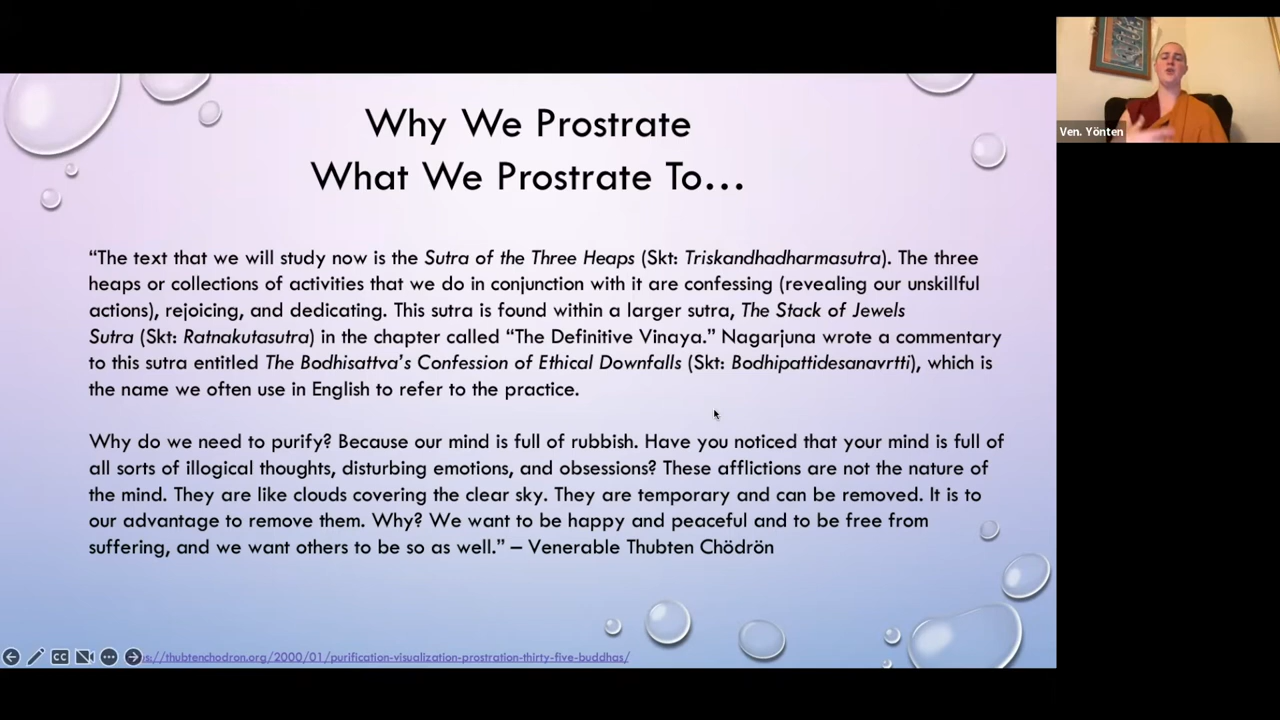 Why We Prostrate
What We Prostrate To…
“The text that we will study now is the Sutra of the Three Heaps (Skt: Triskandhadharmasutra). The three
heaps or collections of activities that we do in conjunction with it are confessing (revealing our unskillful
actions), rejoicing, and dedicating. This sutra is found within a larger sutra, The Stack of Jewels
Sutra (Skt: Ratnakutasutra) in the chapter called “The Definitive Vinaya.” Nagarjuna wrote a commentary
to this sutra entitled The Bodhisattva’s Confession of Ethical Downfalls (Skt: Bodhipattidesanavrtti), which is
the name we often use in English to refer to the practice.
Why do we need to purify? Because our mind is full of rubbish. Have you noticed that your mind is full of
all sorts of illogical thoughts, disturbing emotions, and obsessions? These afflictions are not the nature of
the mind. They are like clouds covering the clear sky. They are temporary and can be removed. It is to
our advantage to remove them. Why? We want to be happy and peaceful and to be free from
suffering, and we want others to be so as well.” – Venerable Thubten Chödrön
CC
s://thubtenchodron.org/2000/01/purification-visualization-prostration-thirty-five-buddhas/
Ven. Yönten